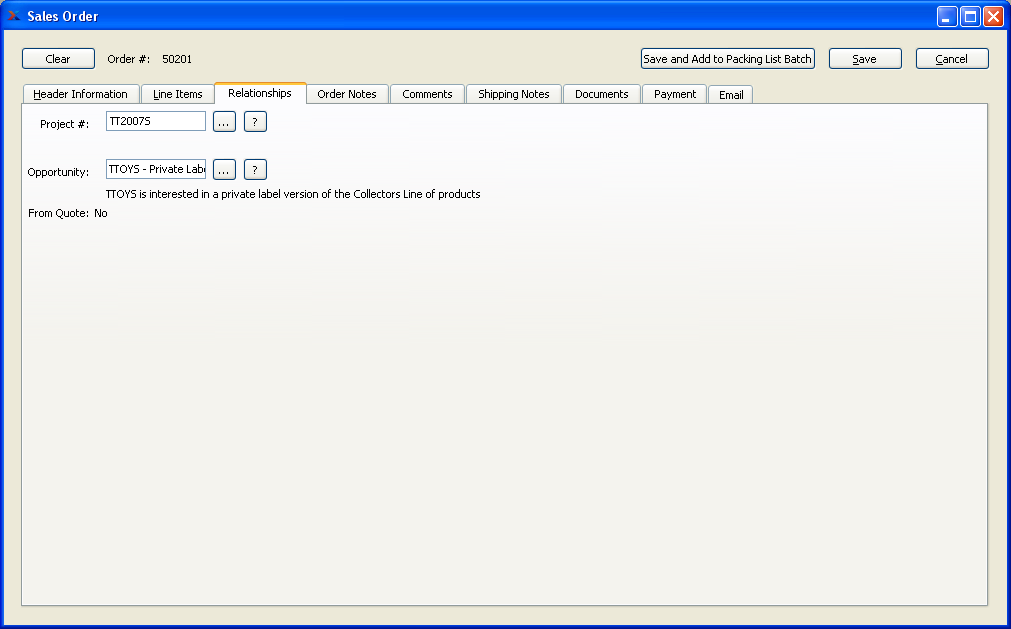 Sales Order
Clear Order #: 50201 Save and Add to Packing List Batch Save Cancel
Header Information Line Items Relationships Order Notes Comments Shipping Notes Documents Payment Email
Project #: TT2007S ... ?
Opportunity: TTOYS - Private Labe ... ?
TTOYS is interested in a private label version of the Collectors Line of products
From Quote: No